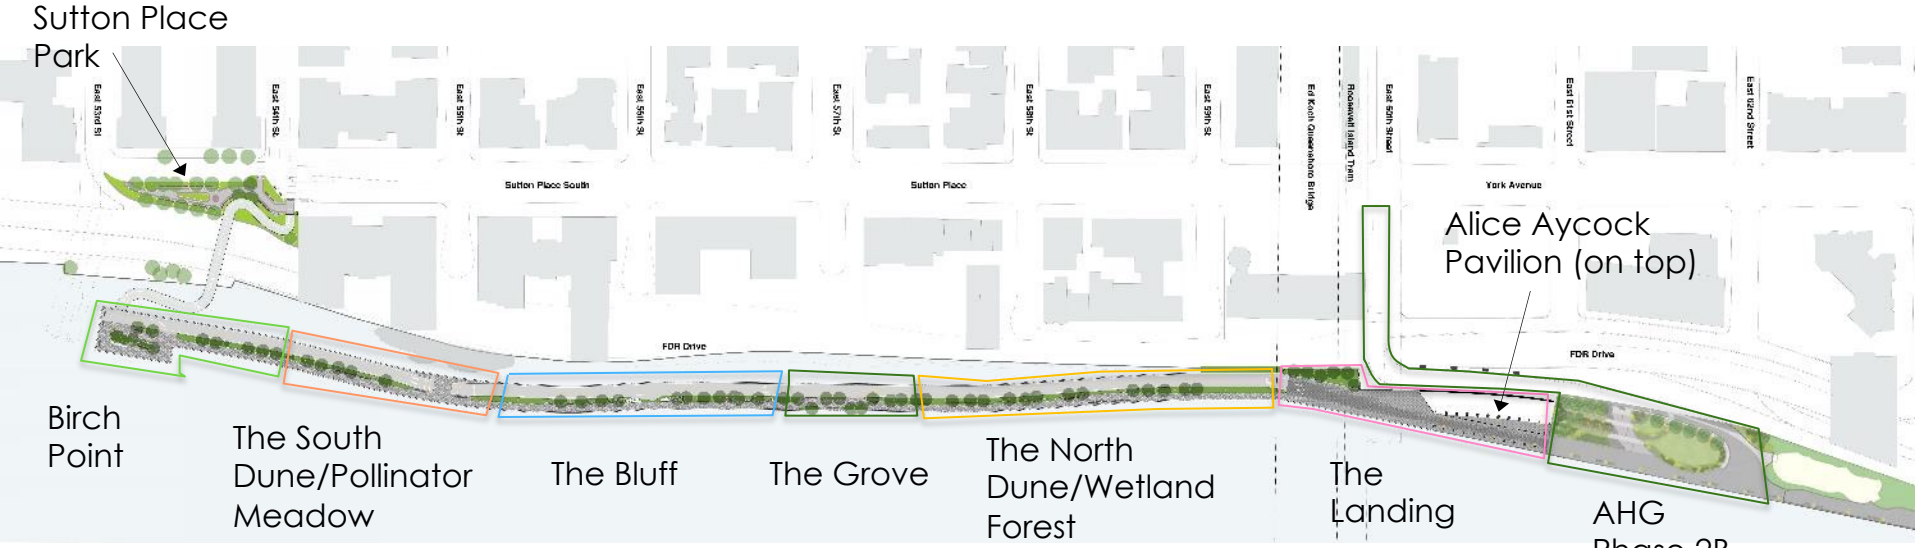 Sutton Place
Park
East 53rd St
East 54th St
East 55th St
East 56th St
East 57th St
East 58th St
East 59th St
Ed Koch Queensboro Bridge
Roosevelt Island Tram
East 60th Street
East 61st Street
East 62nd Street
Sutton Place South
Sutton Place
York Avenue
Alice Aycock
Pavilion (on top)
FDR Drive
FDR Drive
Birch
Point
The South
Dune/Pollinator
Meadow
The Bluff
The Grove
The North
Dune/Wetland
Forest
The
Landing
AHG
Phase 2B